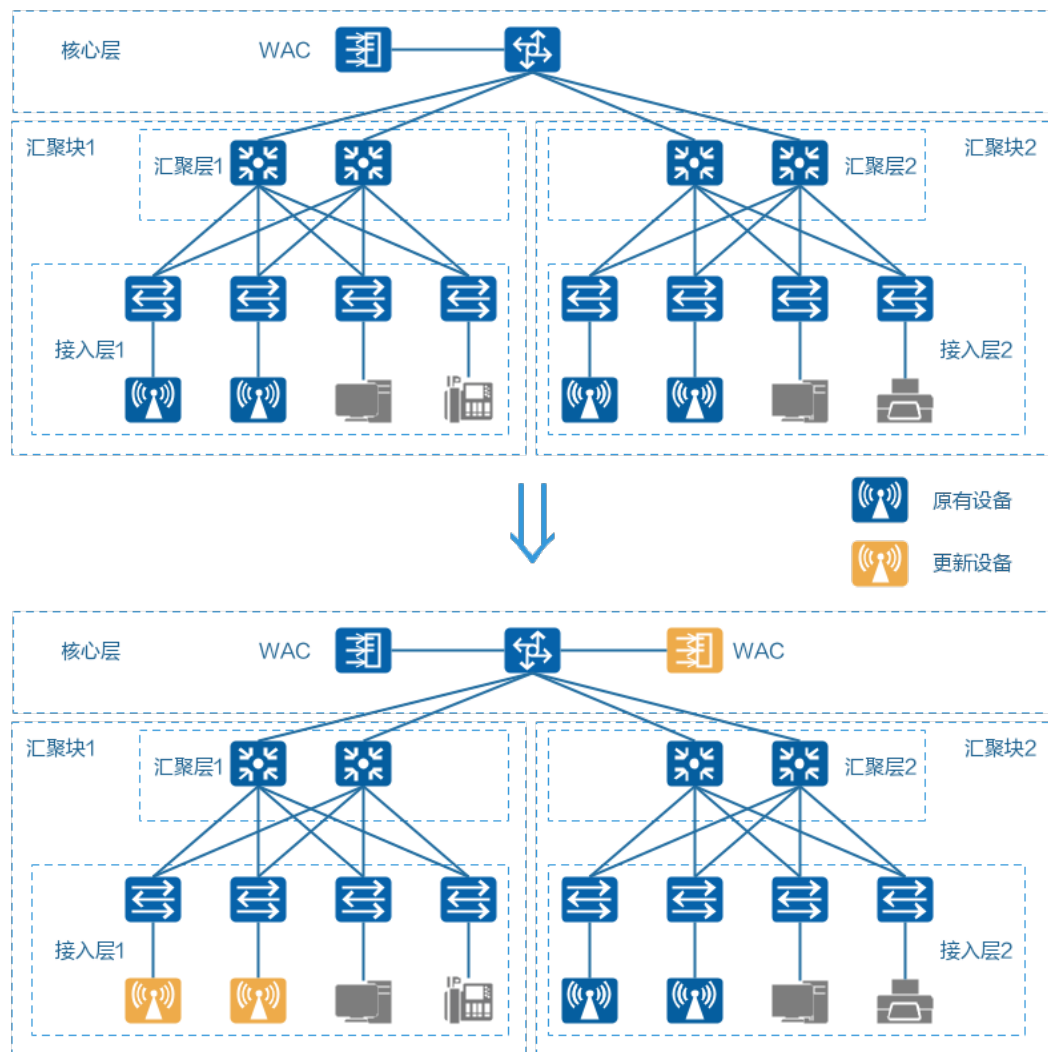 核心层
WAC
汇聚块1
汇聚层1
汇聚层2
汇聚块2
接入层1
IP
接入层2
原有设备
更新设备
核心层
WAC
WAC
汇聚块1
汇聚层1
汇聚层2
汇聚块2
接入层1
IP
接入层2